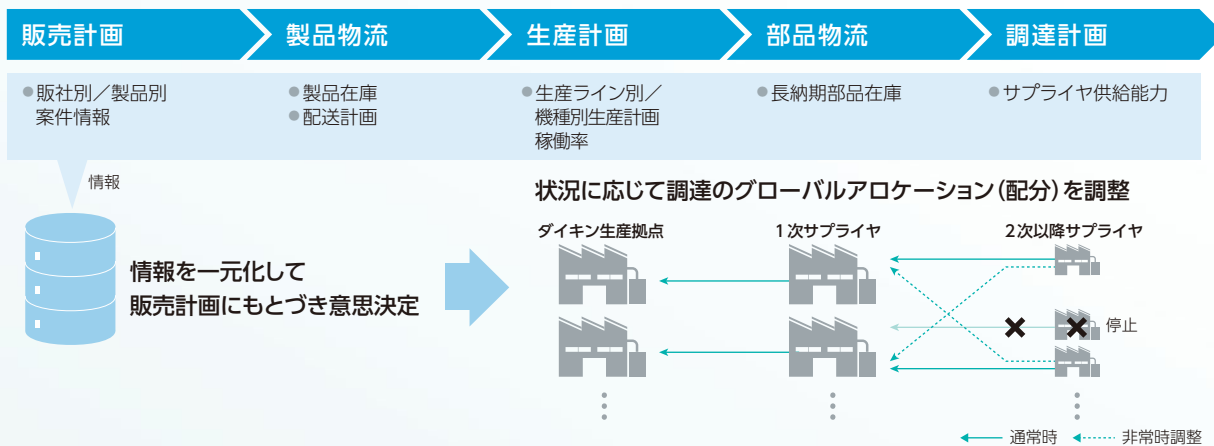 販売計画
製品物流
生産計画
部品物流
調達計画
●販社別／製品別
案件情報
●製品在庫
●配送計画
●生産ライン別／
機種別生産計画
稼働率
●長納期部品在庫
●サプライヤ供給能力
情報
情報を一元化して
販売計画にもとづき意思決定
状況に応じて調達のグローバルアロケーション（配分）を調整
ダイキン生産拠点
1次サプライヤ
2次以降サプライヤ
停止
通常時
非常時調整